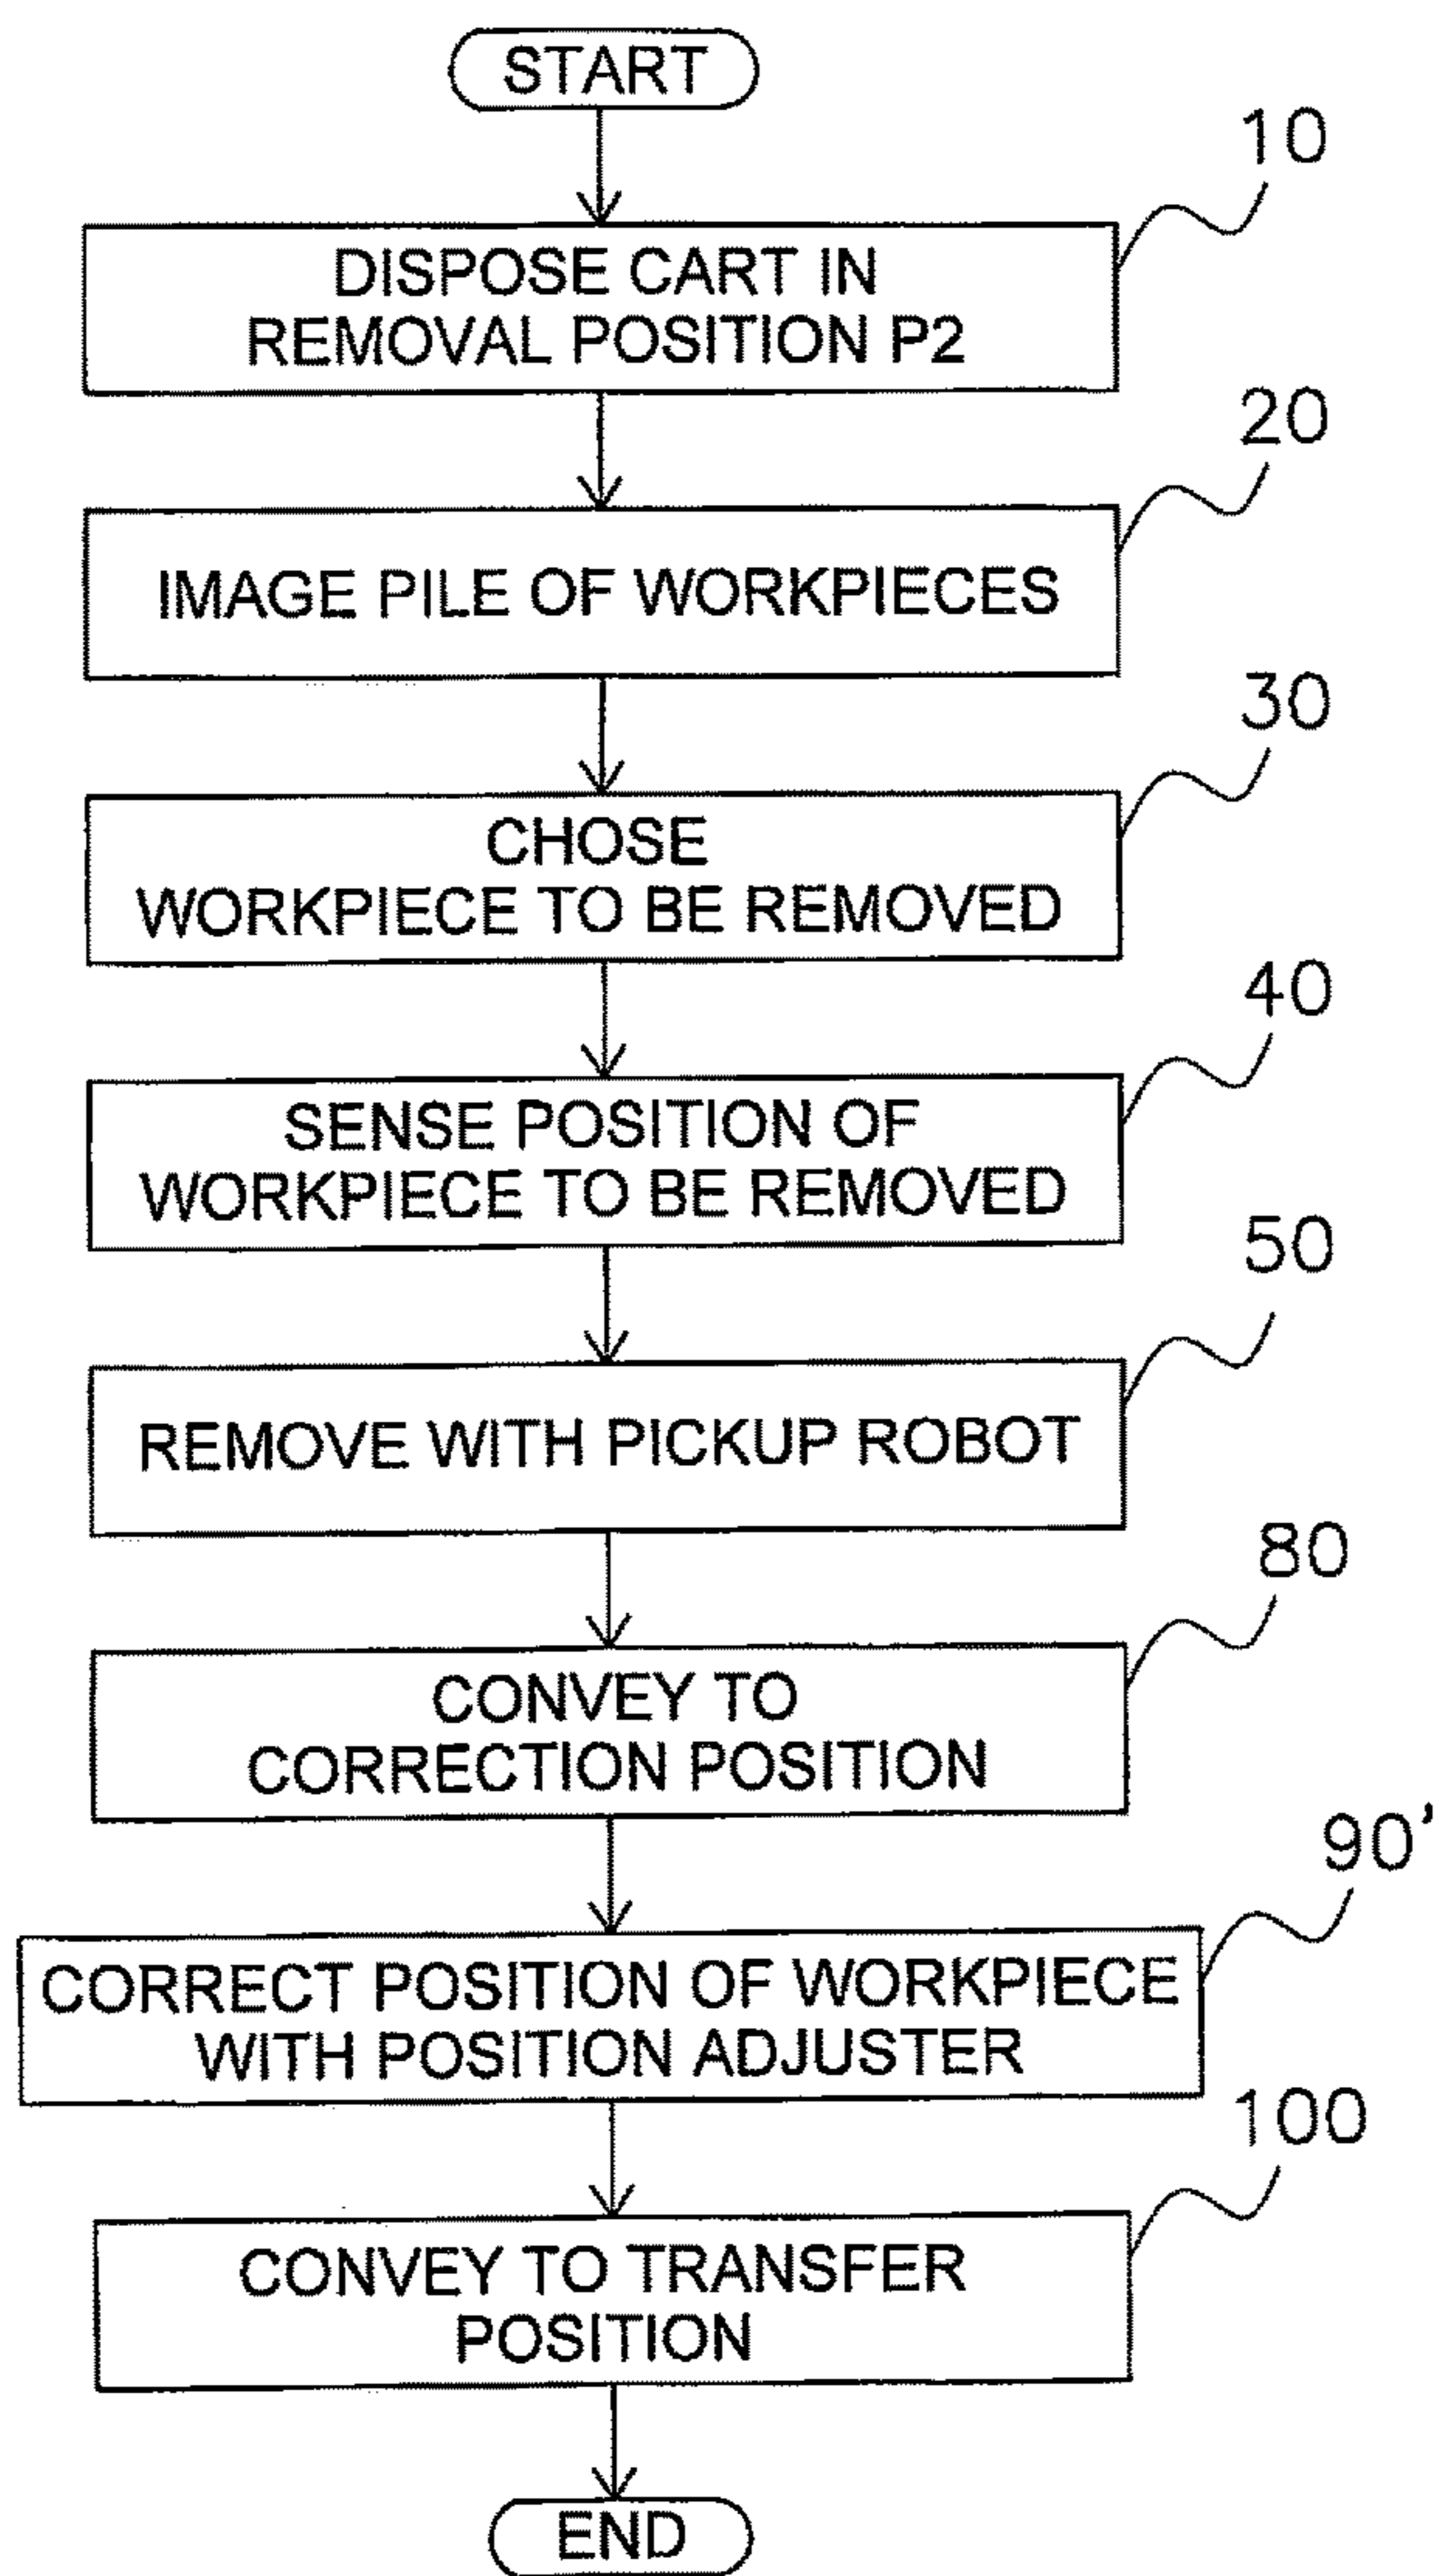 START
10
DISPOSE CART IN
REMOVAL POSITION P2
20
IMAGE PILE OF WORKPIECES
30
CHOSE
WORKPIECE TO BE REMOVED
40
SENSE POSITION OF
WORKPIECE TO BE REMOVED
50
REMOVE WITH PICKUP ROBOT
80
CONVEY TO
CORRECTION POSITION
90'
CORRECT POSITION OF WORKPIECE
WITH POSITION ADJUSTER
100
CONVEY TO TRANSFER
POSITION
END